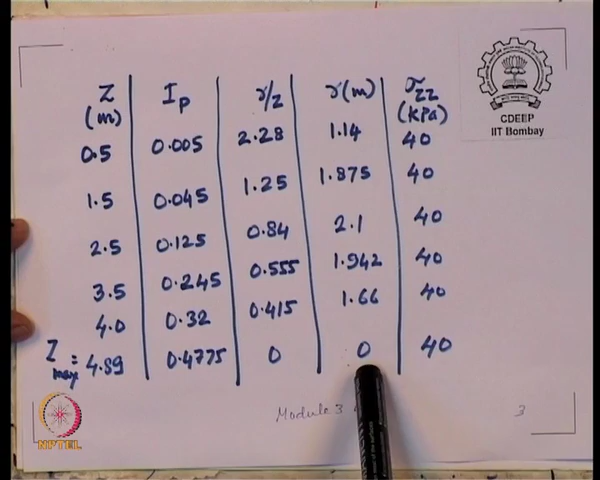 Z Ip r/z r(m) σzz
(m) (KPa)
0.5 0.005 2.28 1.14 40
1.5 0.045 1.25 1.875 40
2.5 0.125 0.84 2.1 40
3.5 0.245 0.555 1.942 40
4.0 0.32 0.415 1.66 40
Zmax = 4.89 0.4775 0 0 40
CDEEP
IIT Bombay
Module 3
3
NPTEL